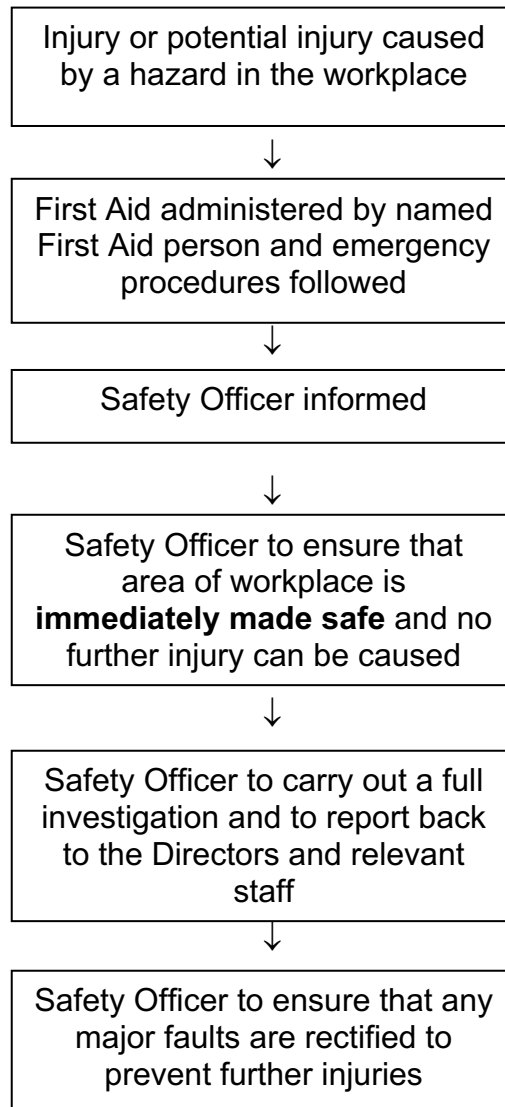 Injury or potential injury caused
by a hazard in the workplace
↓
First Aid administered by named
First Aid person and emergency
procedures followed
↓
Safety Officer informed
↓
Safety Officer to ensure that
area of workplace is
immediately made safe and no
further injury can be caused
↓
Safety Officer to carry out a full
investigation and to report back
to the Directors and relevant
staff
↓
Safety Officer to ensure that any
major faults are rectified to
prevent further injuries